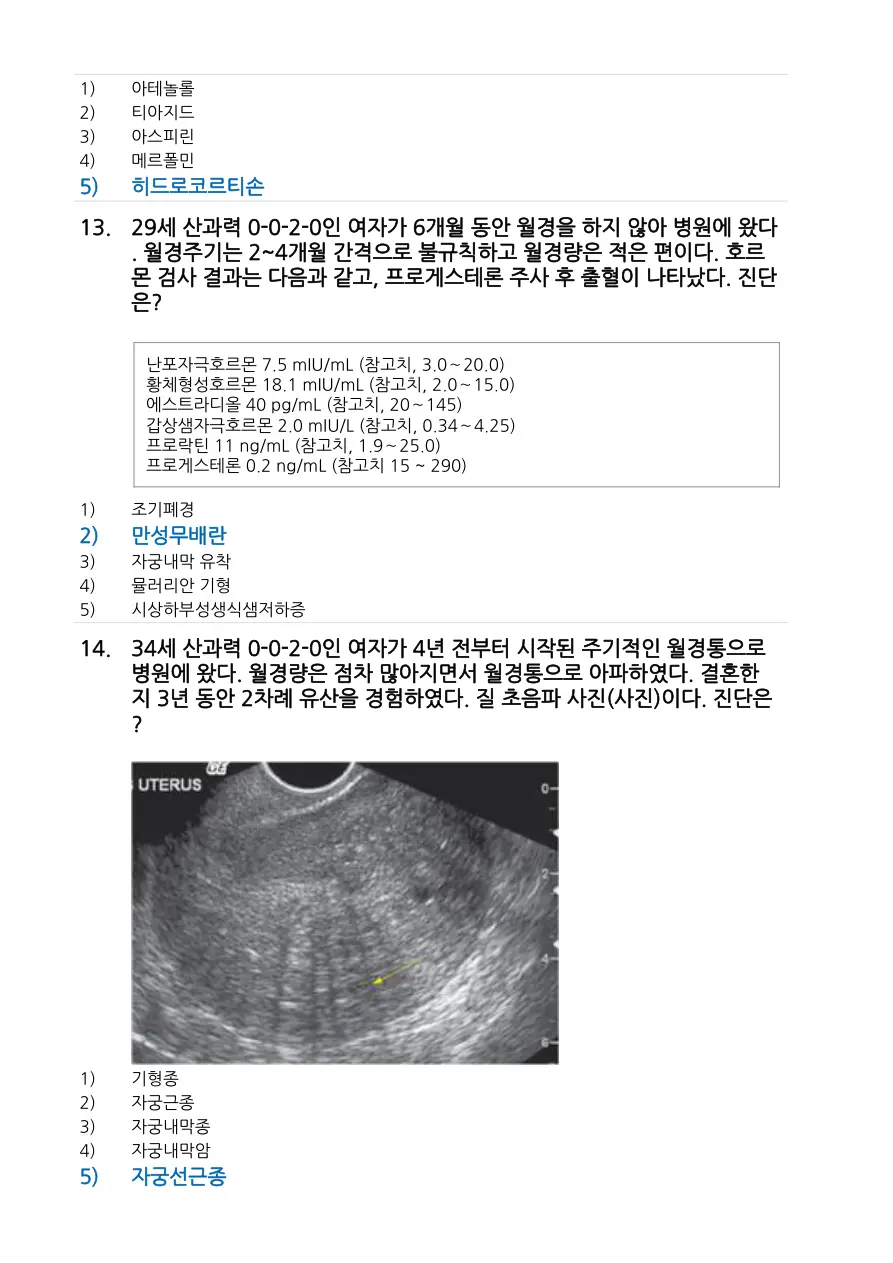 1) 아테놀롤
2) 티아지드
3) 아스피린
4) 메르폴민
5) 히드로코르티손
13. 29세 산과력 0-0-2-0인 여자가 6개월 동안 월경을 하지 않아 병원에 왔다
. 월경주기는 2~4개월 간격으로 불규칙하고 월경량은 적은 편이다. 호르
몬 검사 결과는 다음과 같고, 프로게스테론 주사 후 출혈이 나타났다. 진단
은?
난포자극호르몬 7.5 mIU/mL (참고치, 3.0～20.0)
황체형성호르몬 18.1 mIU/mL (참고치, 2.0～15.0)
에스트라디올 40 pg/mL (참고치, 20～145)
갑상샘자극호르몬 2.0 mIU/L (참고치, 0.34～4.25)
프로락틴 11 ng/mL (참고치, 1.9～25.0)
프로게스테론 0.2 ng/mL (참고치 15 ~ 290)
1) 조기폐경
2) 만성무배란
3) 자궁내막 유착
4) 뮬러리안 기형
5) 시상하부성생식샘저하증
14. 34세 산과력 0-0-2-0인 여자가 4년 전부터 시작된 주기적인 월경통으로
병원에 왔다. 월경량은 점차 많아지면서 월경통으로 아파하였다. 결혼한
지 3년 동안 2차례 유산을 경험하였다. 질 초음파 사진(사진)이다. 진단은
?
GE
UTERUS
0
2
4
6
1) 기형종
2) 자궁근종
3) 자궁내막종
4) 자궁내막암
5) 자궁선근종